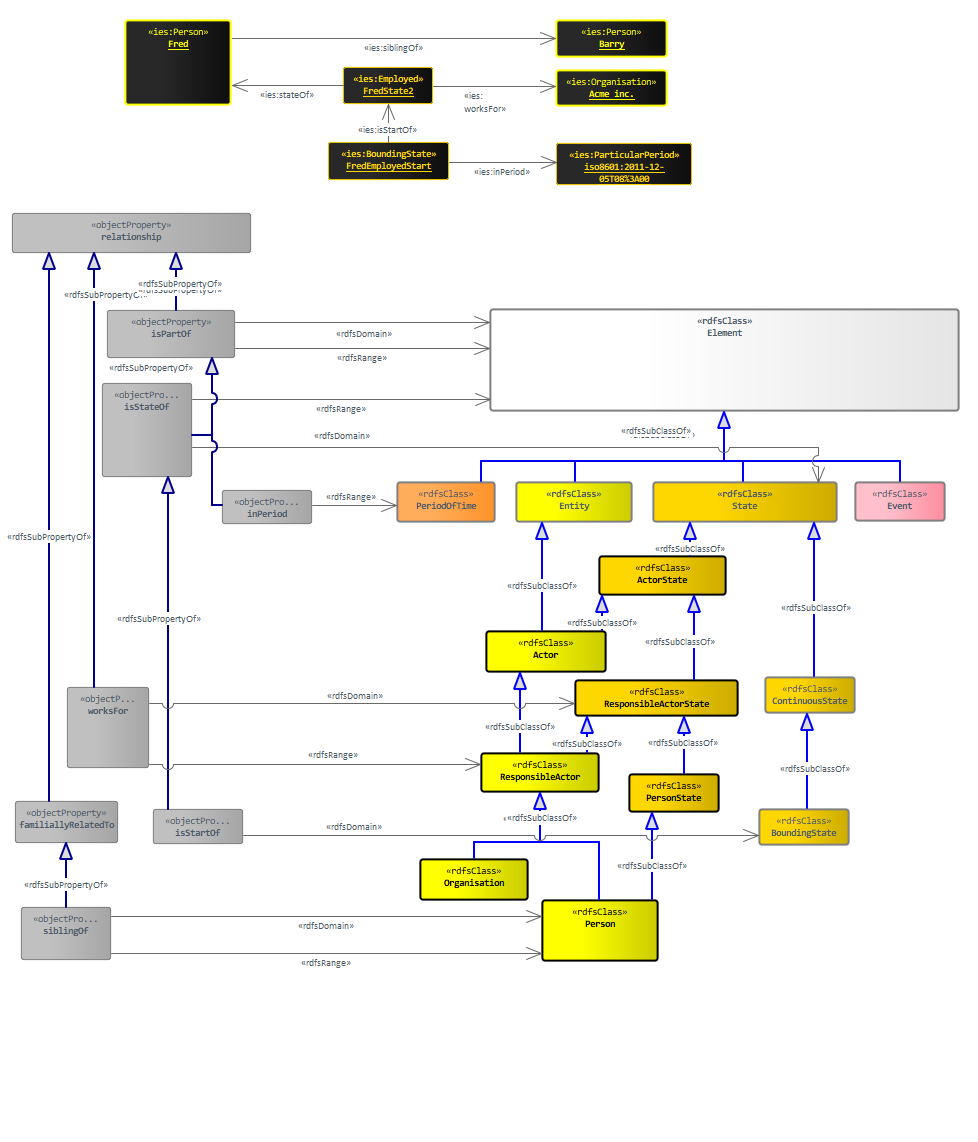 «ies:Person»
Fred
«ies:siblingOf»
«ies:Person»
Barry
«ies:stateOf»
«ies:Employed»
FredState2
«ies:
worksFor»
«ies:Organisation»
Acme inc.
«ies:isStartOf»
«ies:BoundingState»
FredEmployedStart
«ies:inPeriod»
«ies:ParticularPeriod»
iso8601:2011-12-
05T08%3A00
«objectProperty»
relationship
«rdfsSubPropertyOf»
«rdfsSubPropertyOf»
«objectProperty»
isPartOf
«rdfsDomain»
«rdfsRange»
«rdfsClass»
Element
«rdfsSubPropertyOf»
«objectPro...
isStateOf
«rdfsRange»
«rdfsDomain»
«rdfsSubClassOf»
«objectPro...
inPeriod
«rdfsRange»
«rdfsClass»
PeriodOfTime
«rdfsClass»
Entity
«rdfsClass»
State
«rdfsClass»
Event
«rdfsSubPropertyOf»
«rdfsSubClassOf»
«rdfsSubClassOf»
«rdfsClass»
ActorState
«rdfsSubClassOf»
«rdfsSubPropertyOf»
«rdfsSubClassOf»
«rdfsSubClassOf»
«rdfsClass»
Actor
«objectP...
worksFor
«rdfsDomain»
«rdfsClass»
ResponsibleActorState
«rdfsClass»
ContinuousState
«rdfsSubClassOf»
«rdfsSubClassOf»
«rdfsSubClassOf»
«rdfsRange»
«rdfsClass»
ResponsibleActor
«rdfsSubClassOf»
«rdfsClass»
PersonState
«objectProperty»
familiallyRelatedTo
«objectPro...
isStartOf
«rdfsDomain»
«rdfsSubClassOf»
«rdfsClass»
BoundingState
«rdfsSubPropertyOf»
«rdfsClass»
Organisation
«rdfsSubClassOf»
«objectPro...
siblingOf
«rdfsDomain»
«rdfsRange»
«rdfsClass»
Person